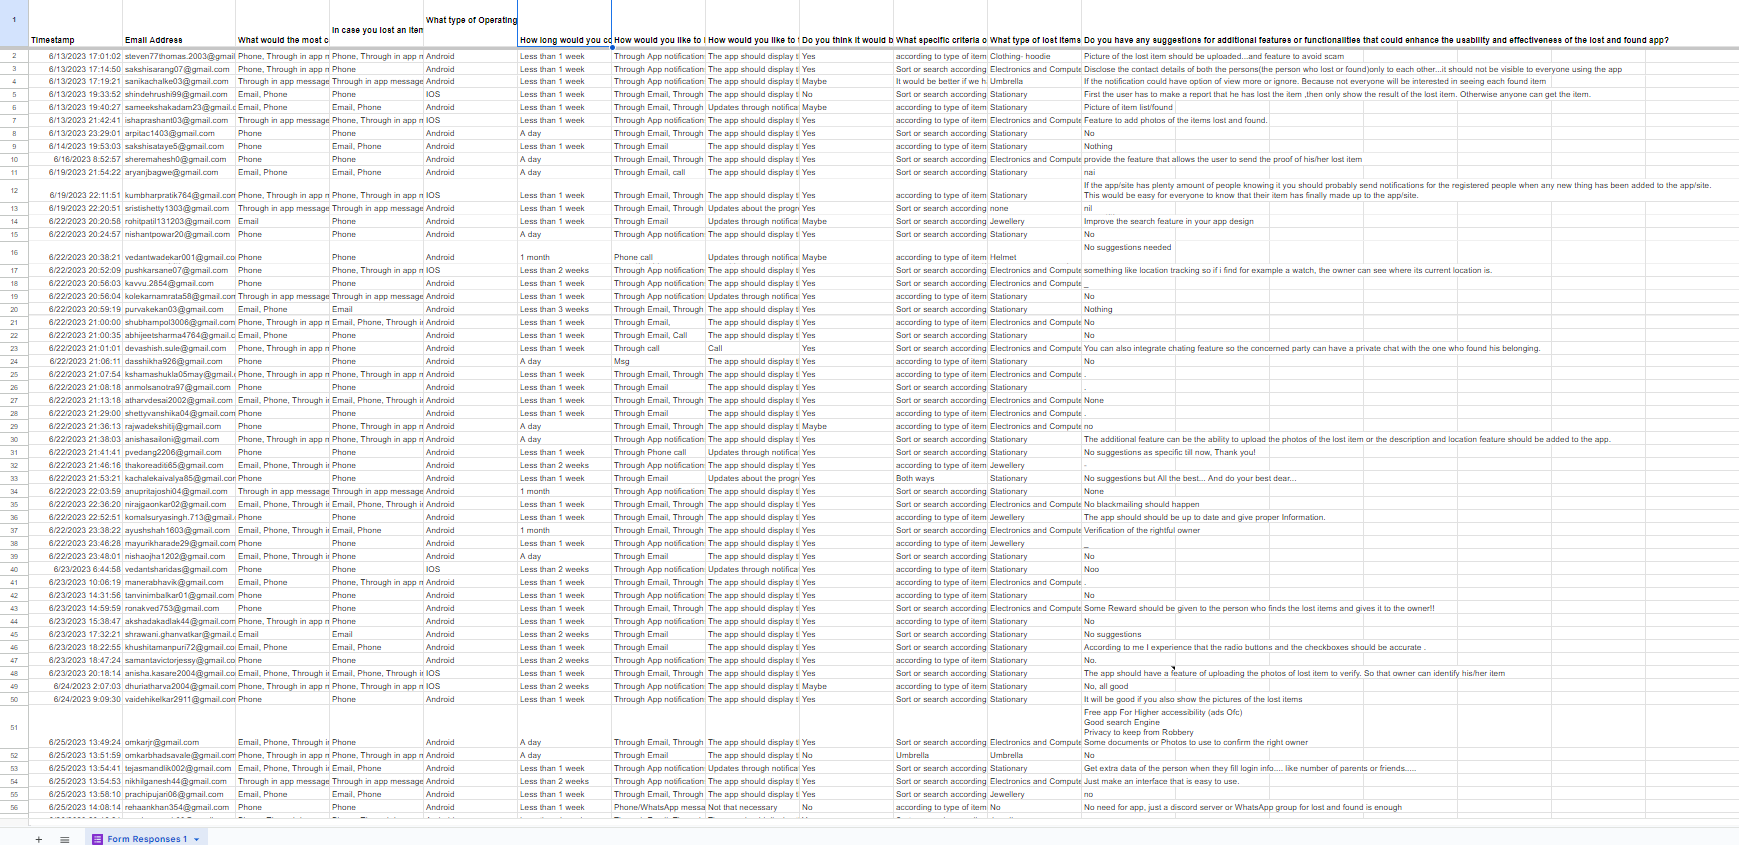 1 Timestamp Email Address What would the most c In case you lost an item What type of Operating How long would you co How would you like to How would you like to Do you think it would b What specific criteria o What type of lost items Do you have any suggestions for additional features or functionalities that could enhance the usability and effectiveness of the lost and found app?
2 6/13/2023 17:01:02 steven77thomas.2003@gmail Phone, Through in app m Phone, Through in app m Android Less than 1 week Through App notification The app should display t Yes according to type of item Clothing- hoodie Picture of the lost item should be uploaded...and feature to avoid scam
3 6/13/2023 17:14:50 sakshisarang07@gmail.com Phone Phone, Through in app m Android Less than 1 week Through App notification The app should display t Yes Sort or search according Electronics and Compute Disclose the contact details of both the persons(the person who lost or found)only to each other...it should not be visible to everyone using the app
4 6/13/2023 17:19:21 sanikachalke03@gmail.com Through in app message Through in app message Android Less than 1 week Through App notification The app should display t Maybe It would be better if we h Umbrella If the notification could have option of view more or ignore. Because not everyone will be interested in seeing each found item
5 6/13/2023 19:33:52 shindehrushi99@gmail.com Email, Phone Phone IOS Less than 1 week Through App notification The app should display t No Sort or search according Stationary First the user has to make a report that he has lost the item ,then only show the result of the lost item. Otherwise anyone can get the item.
6 6/13/2023 19:40:27 sameekshakadam23@gmail.c Email, Phone Email, Phone Android Less than 1 week Through Email, Through Updates through notifica Maybe according to type of item Stationary Picture of item list/found
7 6/13/2023 21:42:41 ishaprashant03@gmail.com Through in app message Phone, Through in app m Android Less than 1 week Through App notification The app should display t Yes according to type of item Electronics and Compute Feature to add photos of the items lost and found.
8 6/13/2023 23:29:01 arpitac1403@gmail.com Phone Phone Android A day Through Email, Through The app should display t Yes Sort or search according Stationary No
9 6/14/2023 19:53:03 sakshisataye5@gmail.com Phone Email, Phone Android Less than 1 week Through Email The app should display t Yes Sort or search according Stationary Nothing
10 6/16/2023 8:52:57 sheremahesh0@gmail.com Phone Phone Android A day Through Email, Through The app should display t Yes Sort or search according Electronics and Compute provide the feature that allows the user to send the proof of his/her lost item
11 6/19/2023 21:54:22 aryanjbagwe@gmail.com Email, Phone Email, Phone Android A day Through Email, call The app should display t Yes Sort or search according Stationary nai
If the app/site has plenty amount of people knowing it you should probably send notifications for the registered people when any new thing has been added to the app/site.
12 6/19/2023 22:11:51 kumbharpratik764@gmail.com Phone, Through in app m Phone, Through in app m IOS Less than 1 week Through Email, Through The app should display t Yes according to type of item Stationary This would be easy for everyone to know that their item has finally made up to the app/site.
13 6/19/2023 22:20:51 sristishetty1303@gmail.com Through in app message Through in app message Android Less than 1 week Through Email, Through Updates about the progr Yes Sort or search according none nil
14 6/22/2023 20:20:58 rohitpatil131203@gmail.com Email Phone Android Less than 1 week Through Email Updates through notifica Maybe Sort or search according Jewellery Improve the search feature in your app design
15 6/22/2023 20:24:57 nishantpowar20@gmail.com Phone Phone Android A day Through App notification The app should display t Yes Sort or search according Stationary No
No suggestions needed
16 6/22/2023 20:38:21 vedantwadekar001@gmail.co Phone Phone Android 1 month Phone call Updates through notifica Maybe according to type of item Helmet
17 6/22/2023 20:52:09 pushkarsane07@gmail.com Phone Phone, Through in app m IOS Less than 2 weeks Through App notification The app should display t Yes Sort or search according Electronics and Compute something like location tracking so if i find for example a watch, the owner can see where its current location is.
18 6/22/2023 20:56:03 kavvu.2854@gmail.com Phone Phone Android Less than 1 week Through App notification The app should display t Yes Sort or search according Electronics and Compute _
19 6/22/2023 20:56:04 kolekarnamrata58@gmail.com Through in app message Through in app message Android Less than 1 week Through App notification Updates through notifica Yes according to type of item Stationary No
20 6/22/2023 20:59:19 purvakekan03@gmail.com Email, Phone Email Android Less than 3 weeks Through Email, Through The app should display t Yes Sort or search according Stationary Nothing
21 6/22/2023 21:00:00 shubhampol3006@gmail.com Phone, Through in app m Email, Phone, Through i Android Less than 1 week Through Email, The app should display t Yes according to type of item Electronics and Compute No
22 6/22/2023 21:00:35 abhijeetsharma4764@gmail.c Email, Phone Phone Android Less than 1 week Through Email, Call The app should display t Yes Sort or search according Stationary No
23 6/22/2023 21:01:01 devashish.sule@gmail.com Phone, Through in app m Phone Android Less than 1 week Through call Call Yes Sort or search according Electronics and Compute You can also integrate chating feature so the concerned party can have a private chat with the one who found his belonging.
24 6/22/2023 21:06:11 dasshikha926@gmail.com Phone Phone Android A day Msg The app should display t Yes according to type of item Stationary No
25 6/22/2023 21:07:54 kshamashukla05may@gmail. Phone, Through in app m Phone, Through in app m Android Less than 1 week Through Email, Through The app should display t Yes according to type of item Electronics and Compute .
26 6/22/2023 21:08:18 anmolsanotra97@gmail.com Phone Phone Android Less than 1 week Through Email The app should display t Yes Sort or search according Stationary .
27 6/22/2023 21:13:18 atharvdesai2002@gmail.com Email, Phone, Through i Email, Phone, Through i Android Less than 1 week Through Email, Through The app should display t Yes Sort or search according Electronics and Compute None
28 6/22/2023 21:29:00 shettyvanshika04@gmail.com Phone Phone Android Less than 1 week Through Email The app should display t Yes according to type of item Electronics and Compute .
29 6/22/2023 21:36:13 rajwadekshitij@gmail.com Phone Phone Android A day Through App notification The app should display t Maybe according to type of item Electronics and Compute no
30 6/22/2023 21:38:03 anishasailoni@gmail.com Phone, Through in app m Phone, Through in app m Android A day Through App notification The app should display t Yes Sort or search according Stationary The additional feature can be the ability to upload the photos of the lost item or the description and location feature should be added to the app.
31 6/22/2023 21:41:41 pvedang2206@gmail.com Phone Phone Android Less than 1 week Through Phone call Updates through notifica Yes Sort or search according Stationary No suggestions as specific till now, Thank you!
32 6/22/2023 21:46:16 thakoreaditi65@gmail.com Email, Phone, Through i Phone Android Less than 2 weeks Through App notification The app should display t Yes according to type of item Jewellery -
33 6/22/2023 21:53:21 kachalekaivalya85@gmail.com Phone Phone Android Less than 1 week Through Email Updates about the progr Yes Both ways Stationary No suggestions but All the best... And do your best dear...
34 6/22/2023 22:03:59 anupritajoshi04@gmail.com Through in app message Through in app message Android 1 month Through App notification The app should display t Yes Sort or search according Stationary None
35 6/22/2023 22:36:20 nirajgaonkar02@gmail.com Email, Phone, Through i Email, Phone, Through i Android Less than 1 week Through App notification The app should display t Yes Sort or search according Electronics and Compute No blackmailing should happen
36 6/22/2023 22:52:51 komalsuryasingh.713@gmail. Phone Phone Android Less than 1 week Through App notification The app should display t Yes according to type of item Jewellery The app should should be up to date and give proper Information.
37 6/22/2023 23:38:22 ayushshah1603@gmail.com Phone, Through in app m Email, Phone Android 1 month Through Email, Through The app should display t Yes Sort or search according Electronics and Compute Verification of the rightful owner
38 6/22/2023 23:46:28 mayurikharade29@gmail.com Phone Phone Android Less than 1 week Through App notification The app should display t Yes according to type of item Jewellery _
39 6/22/2023 23:48:01 nishaojha1202@gmail.com Email, Phone, Through i Phone Android A day Through Email The app should display t Yes Sort or search according Stationary No
40 6/23/2023 6:44:58 vedantsharidas@gmail.com Phone Phone IOS Less than 2 weeks Through App notification Updates through notifica Yes according to type of item Stationary Noo
41 6/23/2023 10:06:19 manerabhavik@gmail.com Email, Phone Phone, Through in app m Android Less than 1 week Through Email, Through The app should display t Yes Sort or search according Electronics and Compute .
42 6/23/2023 14:31:56 tanvinimbalkar01@gmail.com Phone Phone Android Less than 1 week Through App notification The app should display t Yes according to type of item Stationary No
43 6/23/2023 14:59:59 ronakved753@gmail.com Phone Phone Android Less than 1 week Through Email, Through The app should display t Yes Sort or search according Electronics and Compute Some Reward should be given to the person who finds the lost items and gives it to the owner!!
44 6/23/2023 15:38:47 akshadakadlak44@gmail.com Phone, Through in app m Phone Android Less than 1 week Through App notification The app should display t Yes according to type of item Stationary No
45 6/23/2023 17:32:21 shrawani.ghanvatkar@gmail.c Email Email Android Less than 2 weeks Through Email The app should display t Yes Sort or search according Stationary No suggestions
46 6/23/2023 18:22:55 khushitamanpuri72@gmail.co Email, Phone Email, Phone Android Less than 1 week Through Email, Through The app should display t Yes Sort or search according Stationary According to me I experience that the radio buttons and the checkboxes should be accurate .
47 6/23/2023 18:47:24 samantavictorjessy@gmail.co Phone Phone Android Less than 2 weeks Through App notification The app should display t Yes according to type of item Stationary No.
48 6/23/2023 20:18:14 anisha.kasare2004@gmail.co Email, Phone, Through i Email, Phone, Through i IOS Less than 1 week Through App notification The app should display t Yes Sort or search according Stationary The app should have a feature of uploading the photos of lost item to verify. So that owner can identify his/her item
49 6/24/2023 2:07:03 dhuriatharva2004@gmail.com Phone, Through in app m Phone, Through in app m IOS Less than 2 weeks Through App notification The app should display t Maybe according to type of item Stationary No, all good
50 6/24/2023 9:09:30 vaidehikelkar2911@gmail.com Phone Phone Android Less than 1 week Through App notification The app should display t Yes Sort or search according Stationary It will be good if you also show the pictures of the lost items
Free app For Higher accessibility (ads Ofc)
Good search Engine
51 Privacy to keep from Robbery
6/25/2023 13:49:24 omkarjr@gmail.com Email, Phone, Through i Phone Android A day Through Email, Through The app should display t Yes Sort or search according Electronics and Compute Some documents or Photos to use to confirm the right owner
52 6/25/2023 13:51:59 omkarbhadsavale@gmail.com Phone, Through in app m Phone, Through in app m Android A day Through Email The app should display t No Umbrella Umbrella No
53 6/25/2023 13:54:41 tejasmandlik002@gmail.com Email, Phone, Through i Email, Phone Android Less than 1 week Through App notification Updates through notifica Yes Sort or search according Stationary Get extra data of the person when they fill login info.... like number of parents or friends.....
54 6/25/2023 13:54:53 nikhilganesh44@gmail.com Through in app message Through in app message Android Less than 2 weeks Through App notification The app should display t Yes Sort or search according Electronics and Compute Just make an interface that is easy to use.
55 6/25/2023 13:58:10 prachipujari06@gmail.com Email, Phone Email, Phone Android Less than 1 week Through Email, Through The app should display t Yes Sort or search according Jewellery no
56 6/25/2023 14:08:14 rehaankhan354@gmail.com Phone Phone Android Less than 1 week Phone/WhatsApp messa Not that necessary No according to type of item No No need for app, just a discord server or WhatsApp group for lost and found is enough
Form Responses 1